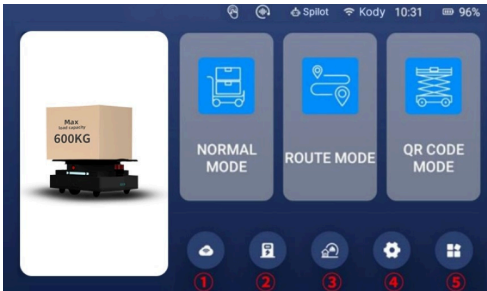 Spilot Kody 10:31 96%
Max
load capacity
600KG
NORMAL
MODE
ROUTE MODE
QR CODE
MODE
① ② ③ ④ ⑤